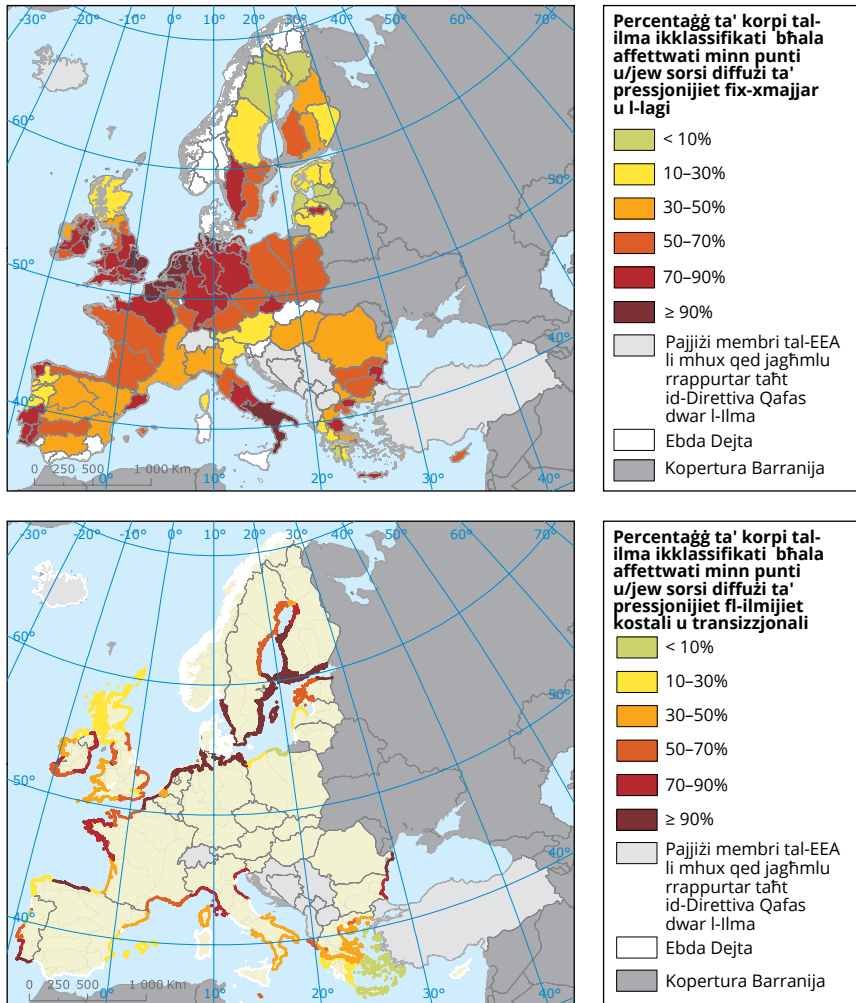 -30° -20° -10° 0° 10° 20° 30° 40° 50° 60° 70°
60°
50°
40°
60°
50°
40°
50°
40°
0° 10° 20° 30° 40°
0 250 500 1 000 Km
Percentaġġ ta' korpi tal-
ilma ikklassifikati bħala
affettwati minn punti
u/jew sorsi diffużi ta'
pressjonijiet fix-xmajjar
u l-lagi
< 10%
10–30%
30–50%
50–70%
70–90%
≥ 90%
Pajjiżi membri tal-EEA
li mhux qed jagħmlu
rrappurtar taħt
id-Direttiva Qafas
dwar l-Ilma
Ebda Dejta
Kopertura Barranija
-30° -20° -10° 0° 10° 20° 30° 40° 50° 60° 70°
60°
50°
40°
50°
40°
0° 10° 20° 30° 40°
0 250 500 1 000 Km
Percentaġġ ta' korpi tal-
ilma ikklassifikati bħala
affettwati minn punti
u/jew sorsi diffużi ta'
pressjonijiet fl-ilmijiet
kostali u transizzjonali
< 10%
10–30%
30–50%
50–70%
70–90%
≥ 90%
Pajjiżi membri tal-EEA
li mhux qed jagħmlu
rrappurtar taħt
id-Direttiva Qafas
dwar l-Ilma
Ebda Dejta
Kopertura Barranija